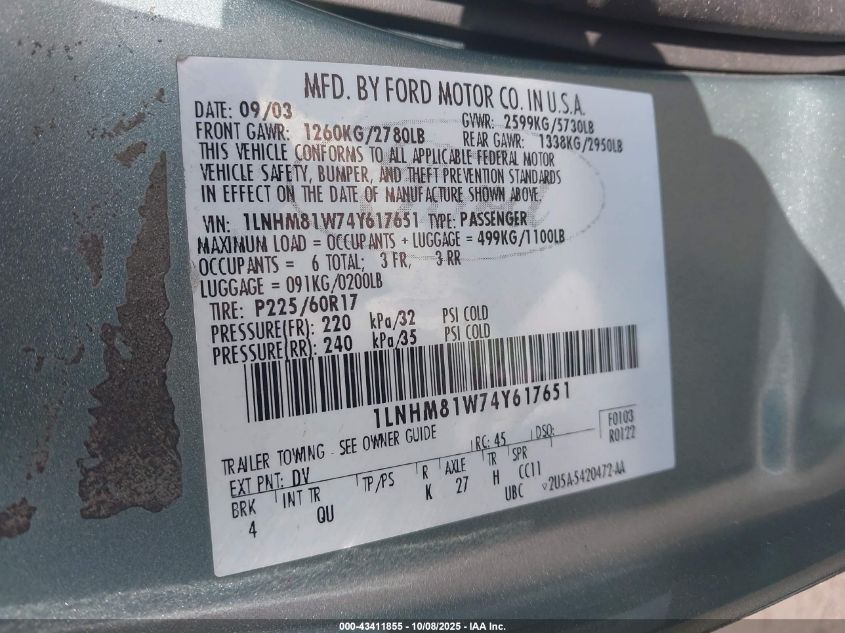 MFD. BY FORD MOTOR CO. IN U.S.A.
DATE: 09/03 GVWR: 2599KG/5730LB
FRONT GAWR: 1260KG/2780LB REAR GAWR: 1338KG/2950LB
THIS VEHICLE CONFORMS TO ALL APPLICABLE FEDERAL MOTOR
VEHICLE SAFETY, BUMPER, AND THEFT PREVENTION STANDARDS
IN EFFECT ON THE DATE OF MANUFACTURE SHOWN ABOVE.
VIN: 1LNHM81W74Y617651 TYPE: PASSENGER
MAXIMUM LOAD = OCCUPANTS + LUGGAGE = 499KG/1100LB
OCCUPANTS = 6 TOTAL; 3 FR, 3 RR
LUGGAGE = 091KG/0200LB
TIRE: P225/60R17
PRESSURE(FR): 220 kPa/32 PSI COLD
PRESSURE(RR): 240 kPa/35 PSI COLD
1LNHM81W74Y617651
F0103
R0122
TRAILER TOWING - SEE OWNER GUIDE RC: 45 DSO:
EXT PNT: DV
BRK INT TR TP/PS R AXLE TR SPR
4 QU K 27 H CC11
UBC V2U5A-5420472-AA
000-43411855 - 10/08/2025 - IAA Inc.